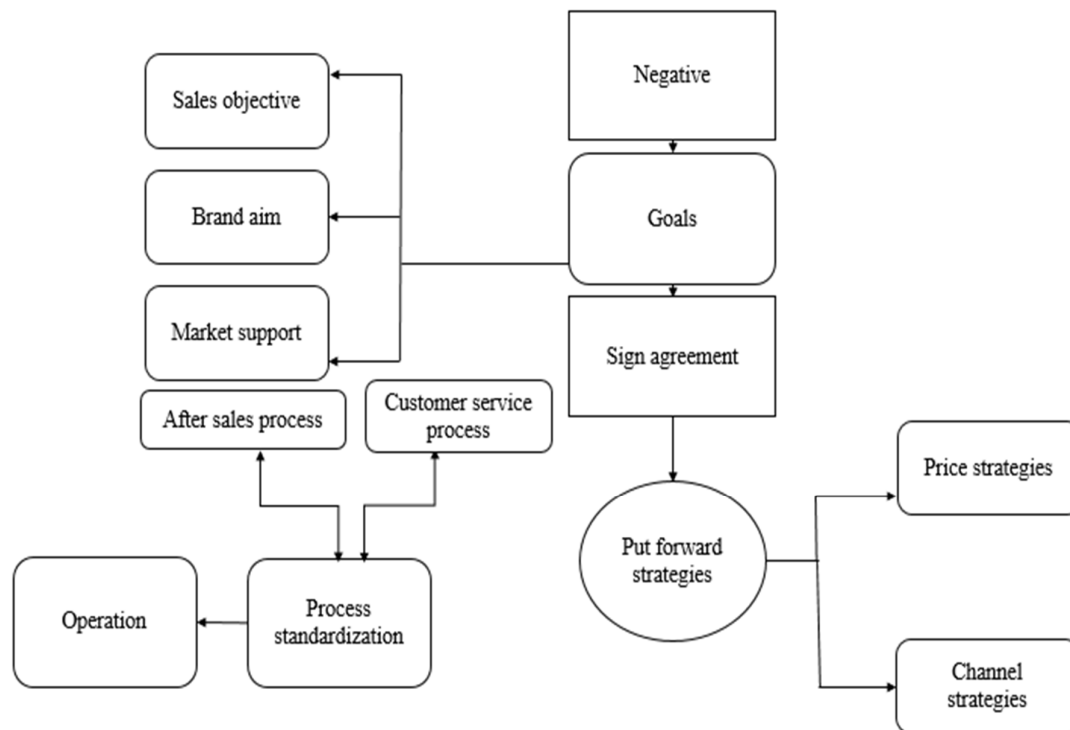 Negative
Sales objective
Brand aim
Goals
Market support
Sign agreement
After sales process
Customer service
process
Price strategies
Put forward
strategies
Operation
Process
standardization
Channel
strategies